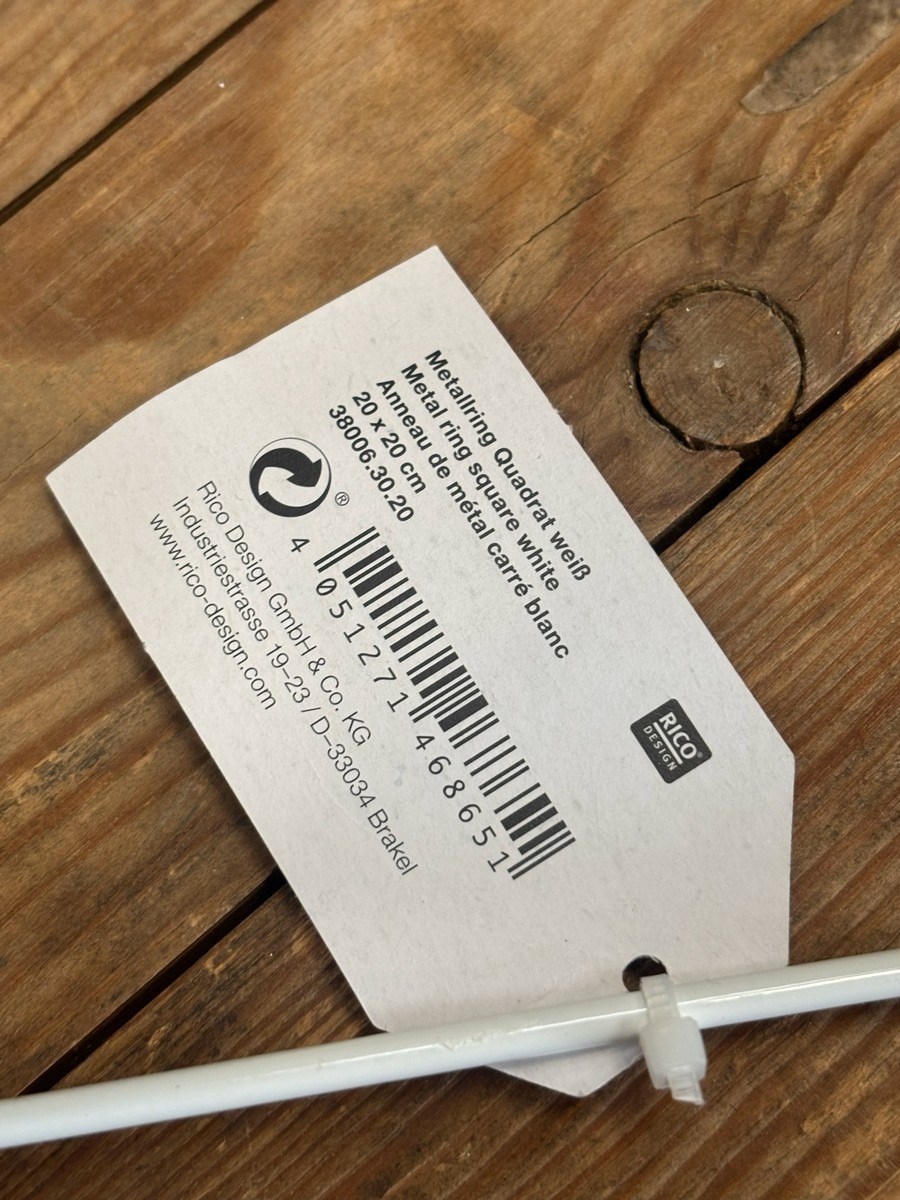 Metallring Quadrat weiß
Metal ring square white
Anneau de métal carré blanc
20 x 20 cm
38006.30.20
®
4 051271 468651
Rico Design GmbH & Co. KG
Industriestrasse 19–23 / D–33034 Brakel
www.rico-design.com
RICO®
DESIGN